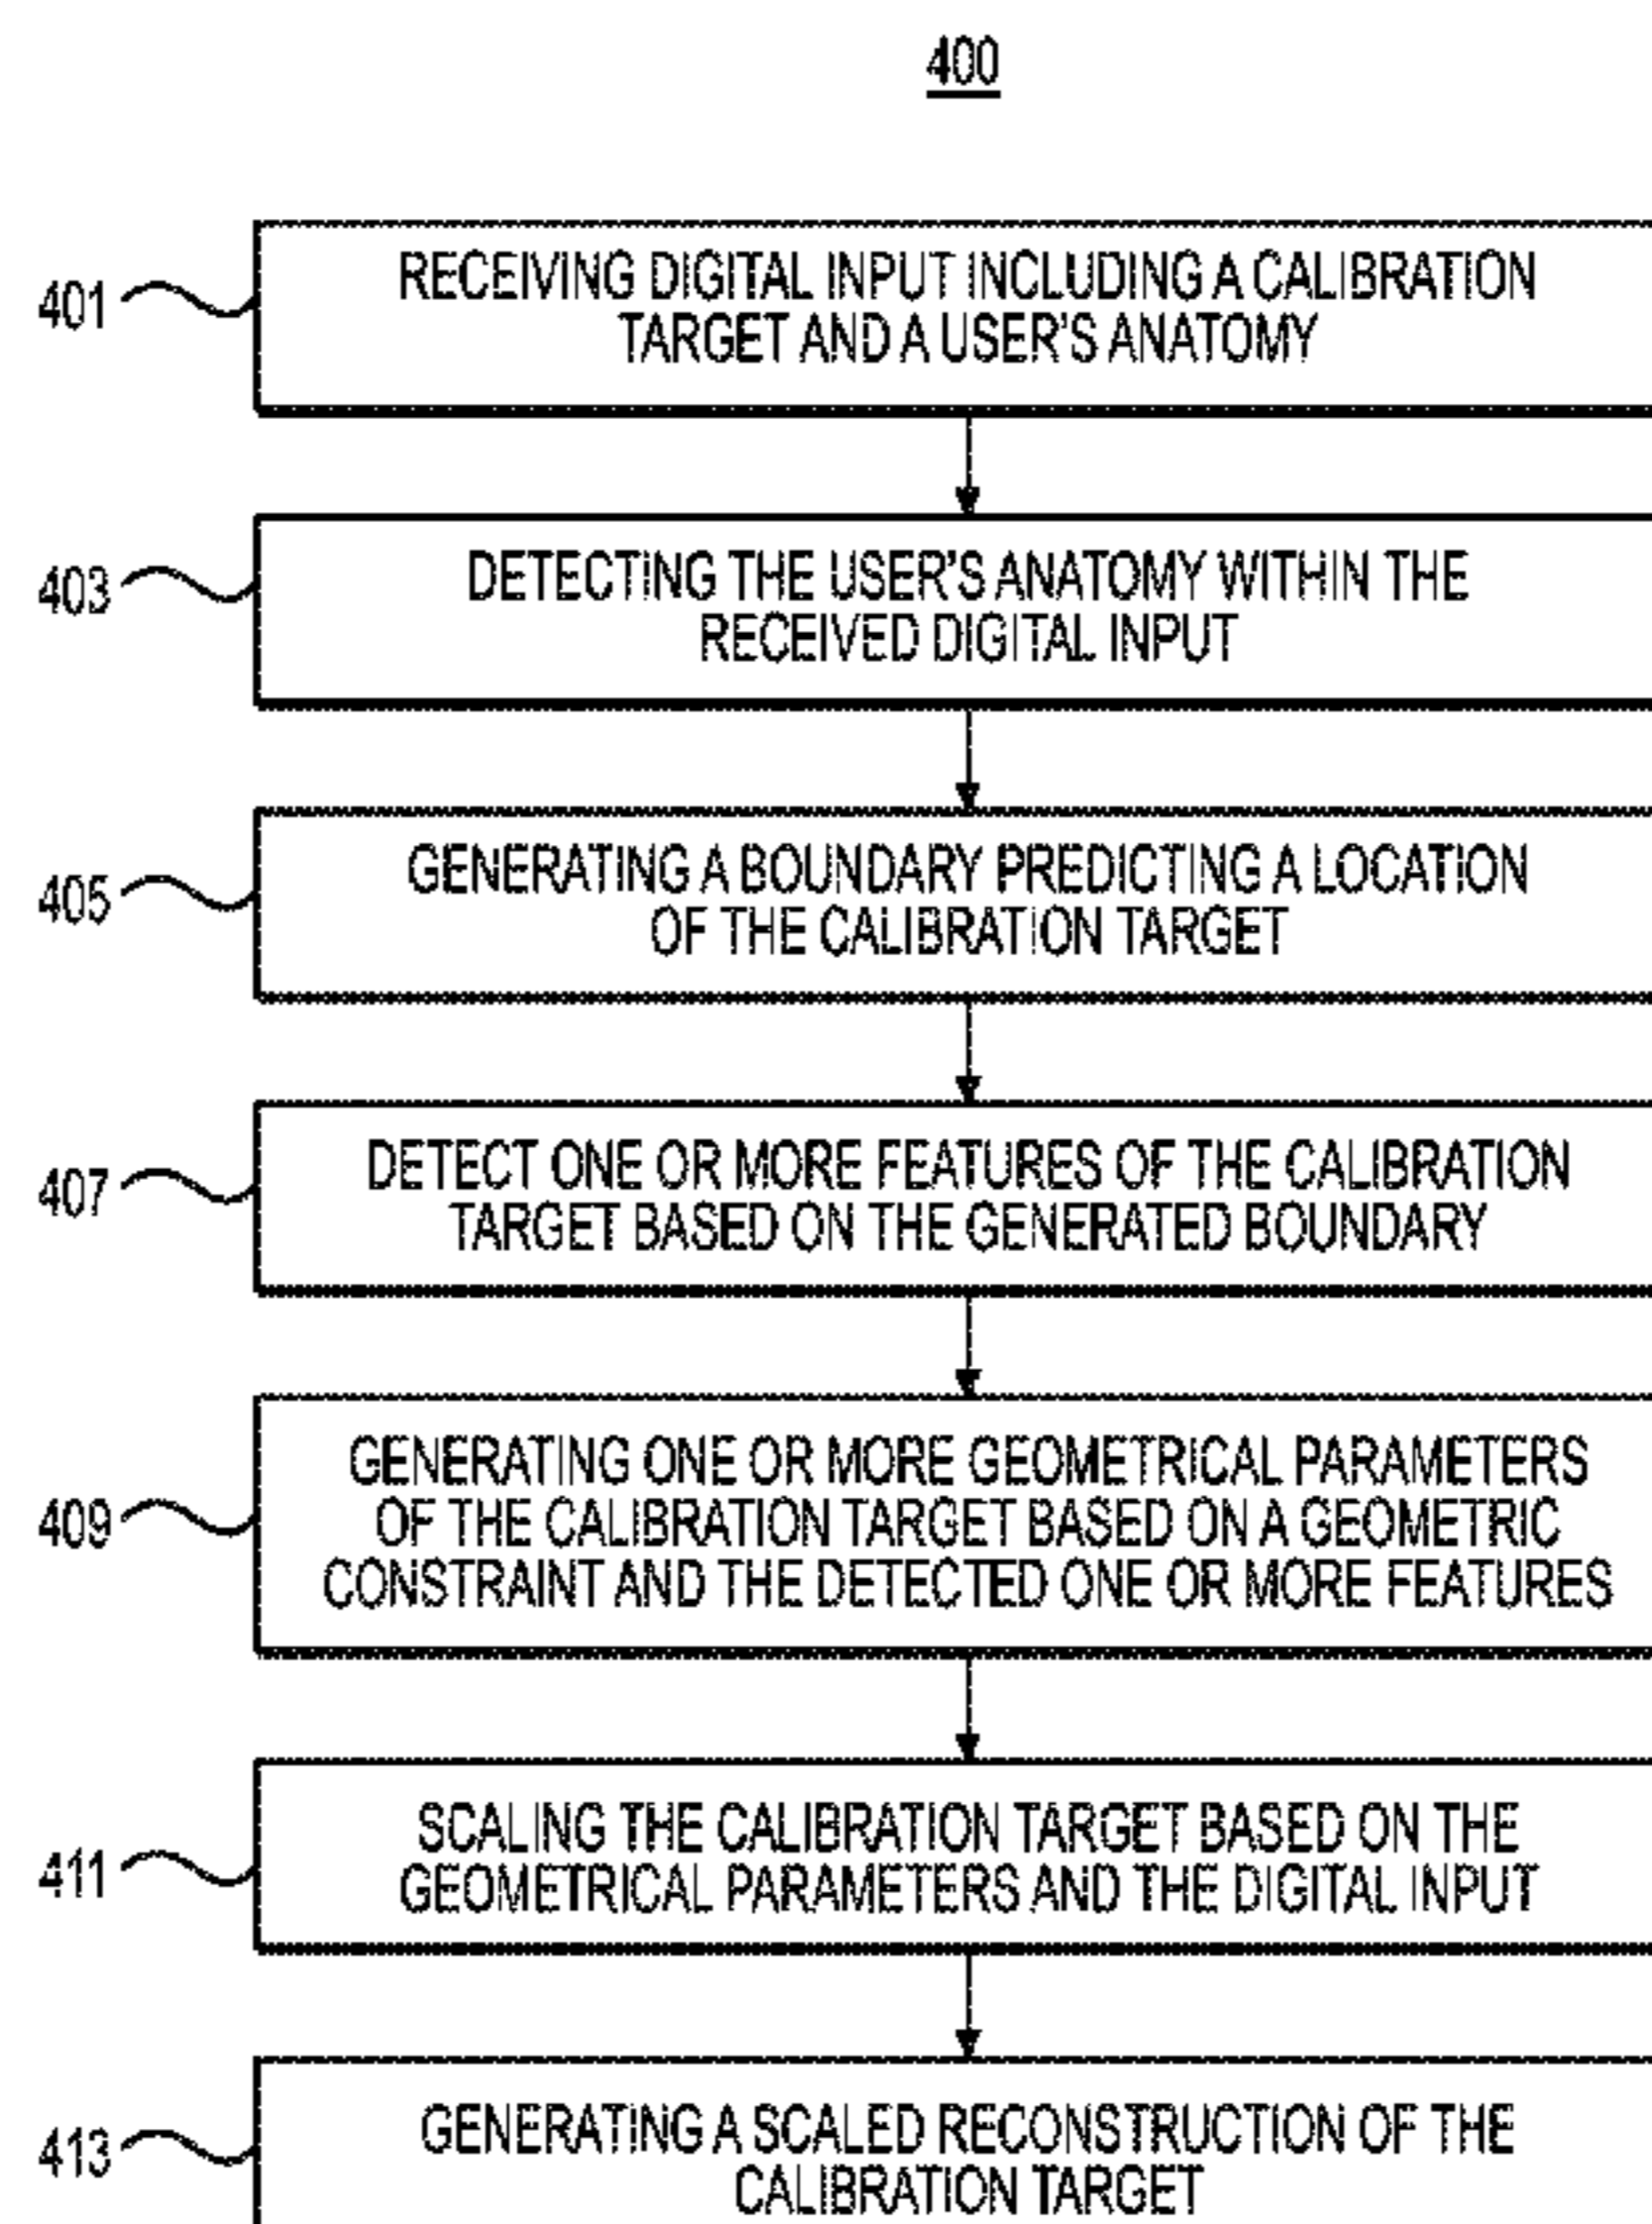 400
401
RECEIVING DIGITAL INPUT INCLUDING A CALIBRATION
TARGET AND A USER'S ANATOMY
403
DETECTING THE USER'S ANATOMY WITHIN THE
RECEIVED DIGITAL INPUT
405
GENERATING A BOUNDARY PREDICTING A LOCATION
OF THE CALIBRATION TARGET
407
DETECT ONE OR MORE FEATURES OF THE CALIBRATION
TARGET BASED ON THE GENERATED BOUNDARY
409
GENERATING ONE OR MORE GEOMETRICAL PARAMETERS
OF THE CALIBRATION TARGET BASED ON A GEOMETRIC
CONSTRAINT AND THE DETECTED ONE OR MORE FEATURES
411
SCALING THE CALIBRATION TARGET BASED ON THE
GEOMETRICAL PARAMETERS AND THE DIGITAL INPUT
413
GENERATING A SCALED RECONSTRUCTION OF THE
CALIBRATION TARGET